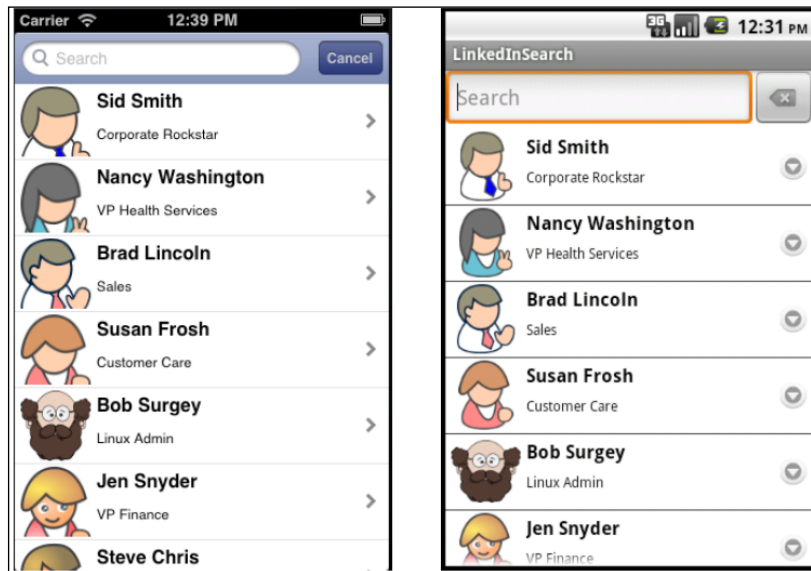 Carrier 12:39 PM
Search Cancel
Sid Smith
Corporate Rockstar
Nancy Washington
VP Health Services
Brad Lincoln
Sales
Susan Frosh
Customer Care
Bob Surgey
Linux Admin
Jen Snyder
VP Finance
Steve Chris
3G 12:31 PM
LinkedInSearch
Search
Sid Smith
Corporate Rockstar
Nancy Washington
VP Health Services
Brad Lincoln
Sales
Susan Frosh
Customer Care
Bob Surgey
Linux Admin
Jen Snyder
VP Finance